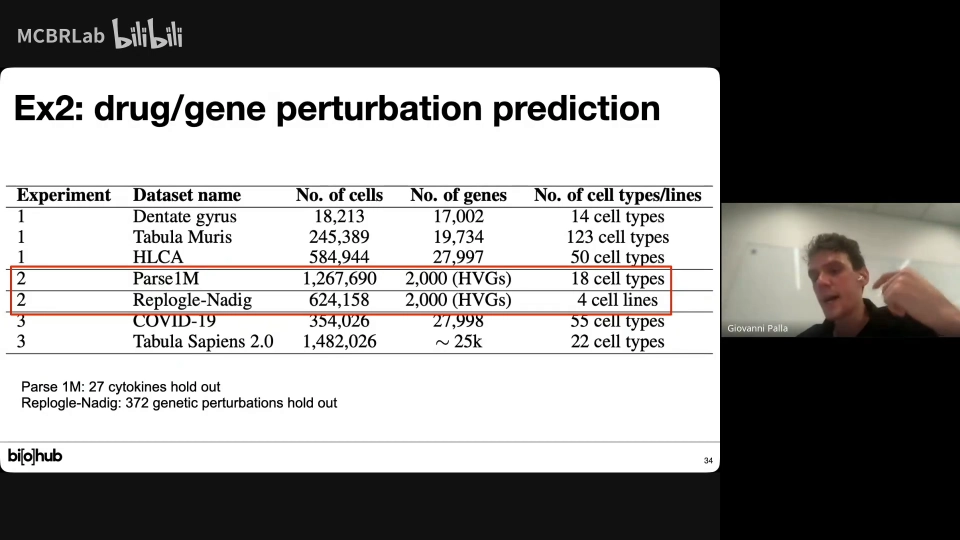 MCBRLab bilibili
Ex2: drug/gene perturbation prediction
Experiment Dataset name No. of cells No. of genes No. of cell types/lines
1 Dentate gyrus 18,213 17,002 14 cell types
1 Tabula Muris 245,389 19,734 123 cell types
1 HLCA 584,944 27,997 50 cell types
2 Parse1M 1,267,690 2,000 (HVGs) 18 cell types
2 Replogle-Nadig 624,158 2,000 (HVGs) 4 cell lines
3 COVID-19 354,026 27,998 55 cell types
3 Tabula Sapiens 2.0 1,482,026 ~ 25k 22 cell types
Giovanni Palla
Parse 1M: 27 cytokines hold out
Replogle-Nadig: 372 genetic perturbations hold out
bi[o]hub
34